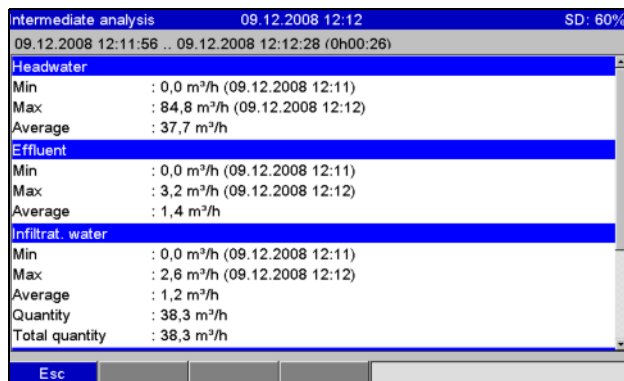 Intermediate analysis 09.12.2008 12:12 SD: 60%
09.12.2008 12:11:56 .. 09.12.2008 12:12:28 (0h00:26)
Headwater
Min : 0,0 m³/h (09.12.2008 12:11)
Max : 84,8 m³/h (09.12.2008 12:12)
Average : 37,7 m³/h
Effluent
Min : 0,0 m³/h (09.12.2008 12:11)
Max : 3,2 m³/h (09.12.2008 12:12)
Average : 1,4 m³/h
Infiltrat. water
Min : 0,0 m³/h (09.12.2008 12:11)
Max : 2,6 m³/h (09.12.2008 12:12)
Average : 1,2 m³/h
Quantity : 38,3 m³/h
Total quantity : 38,3 m³/h
Esc